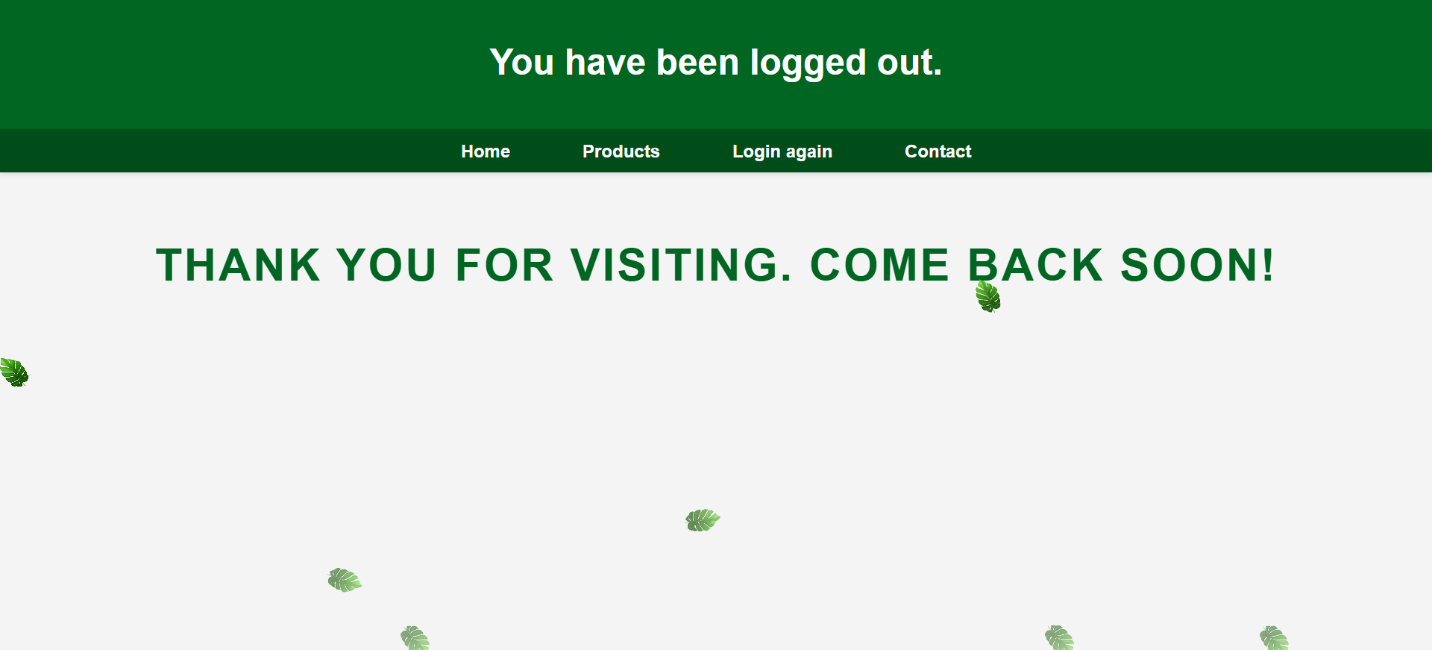 You have been logged out.
Home Products Login again Contact
THANK YOU FOR VISITING. COME BACK SOON!